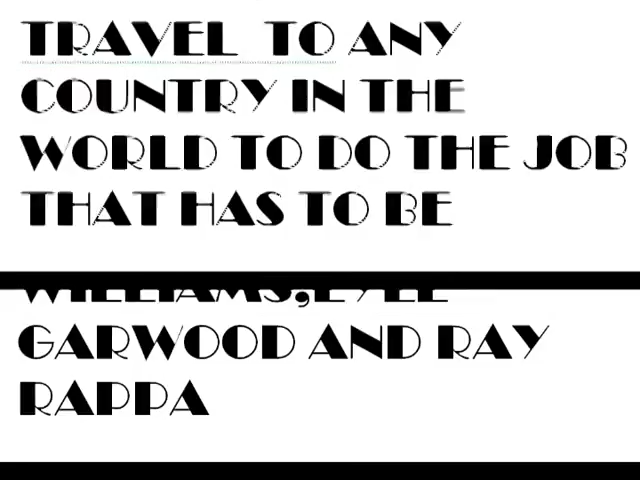 TRAVEL TO ANY
COUNTRY IN THE
WORLD TO DO THE JOB
THAT HAS TO BE
WILLIAMS,
GARWOOD AND RAY
RAPPA